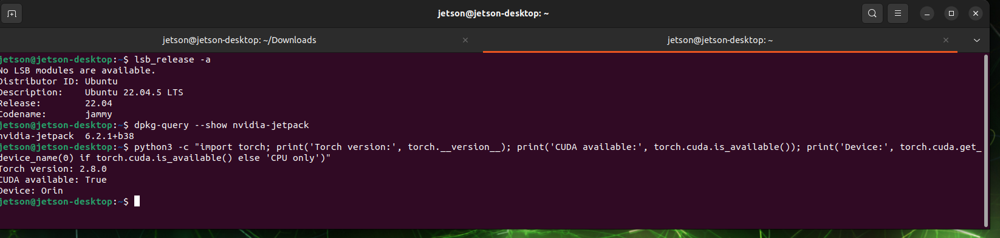 jetson@jetson-desktop: ~
jetson@jetson-desktop: ~/Downloads
jetson@jetson-desktop: ~
jetson@jetson-desktop:~$ lsb_release -a
No LSB modules are available.
Distributor ID: Ubuntu
Description:    Ubuntu 22.04.5 LTS
Release:        22.04
Codename:       jammy
jetson@jetson-desktop:~$ dpkg-query --show nvidia-jetpack
nvidia-jetpack  6.2.1+b38
jetson@jetson-desktop:~$ python3 -c "import torch; print('Torch version:', torch.__version__); print('CUDA available:', torch.cuda.is_available()); print('Device:', torch.cuda.get_
device_name(0) if torch.cuda.is_available() else 'CPU only')"
Torch version: 2.8.0
CUDA available: True
Device: Orin
jetson@jetson-desktop:~$